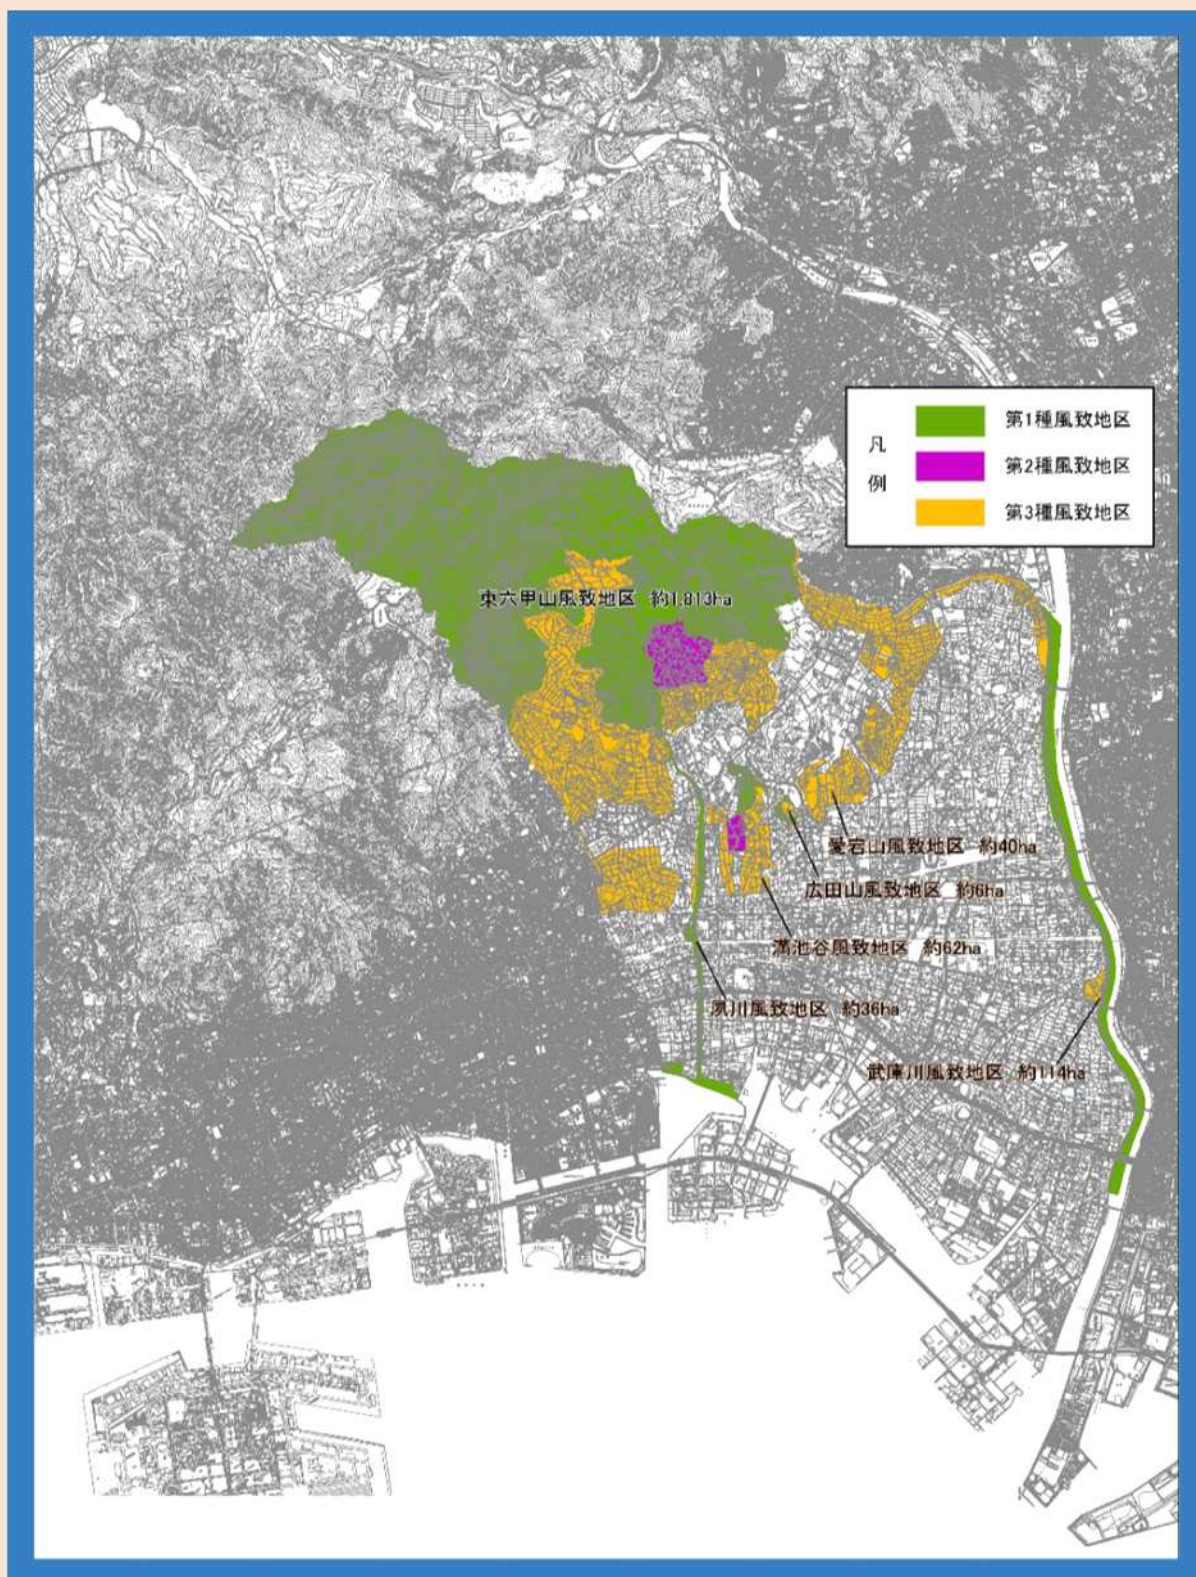 凡例
第1種風致地区
第2種風致地区
第3種風致地区
東六甲山風致地区 約1,813ha
愛宕山風致地区 約40ha
広田山風致地区 約6ha
満池谷風致地区 約62ha
夙川風致地区 約36ha
武庫川風致地区 約114ha